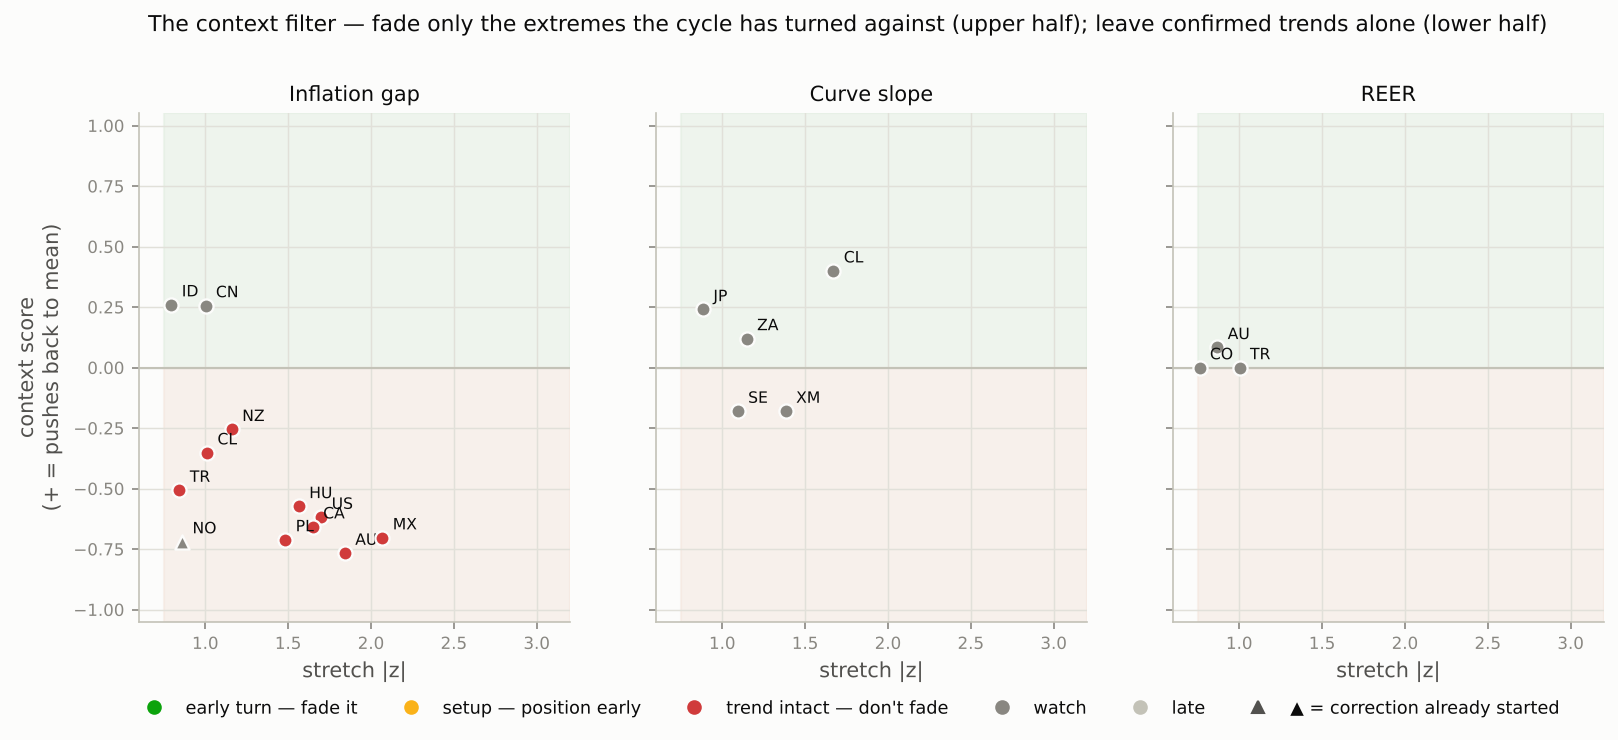 The context filter — fade only the extremes the cycle has turned against (upper half); leave confirmed trends alone (lower half)
Inflation gap
Curve slope
REER
context score
(+ = pushes back to mean)
1.00
0.75
0.50
0.25
0.00
−0.25
−0.50
−0.75
−1.00
ID
CN
NZ
CL
TR
HU
US
CA
PL
NO
AU
MX
1.0
1.5
2.0
2.5
3.0
stretch |z|
CL
JP
ZA
SE
XM
1.0
1.5
2.0
2.5
3.0
stretch |z|
AU
CO
TR
1.0
1.5
2.0
2.5
3.0
stretch |z|
early turn — fade it
setup — position early
trend intact — don't fade
watch
late
▲ = correction already started